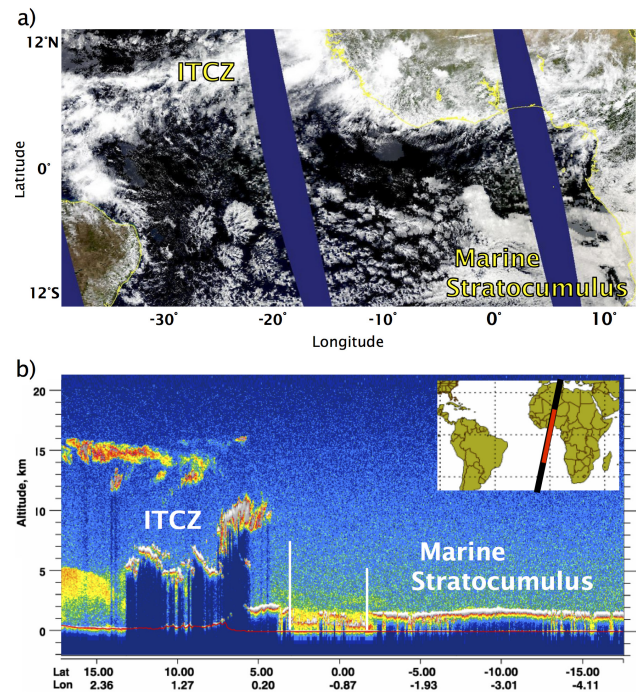 a)
12°N
ITCZ
Latitude
0°
Marine
Stratocumulus
12°S
-30° -20° -10° 0° 10°
Longitude
b)
20
15
Altitude, km
10
ITCZ
Marine
Stratocumulus
5
0
Lat 15.00 10.00 5.00 0.00 -5.00 -10.00 -15.00
Lon 2.36 1.27 0.20 -0.87 -1.93 -3.01 -4.11